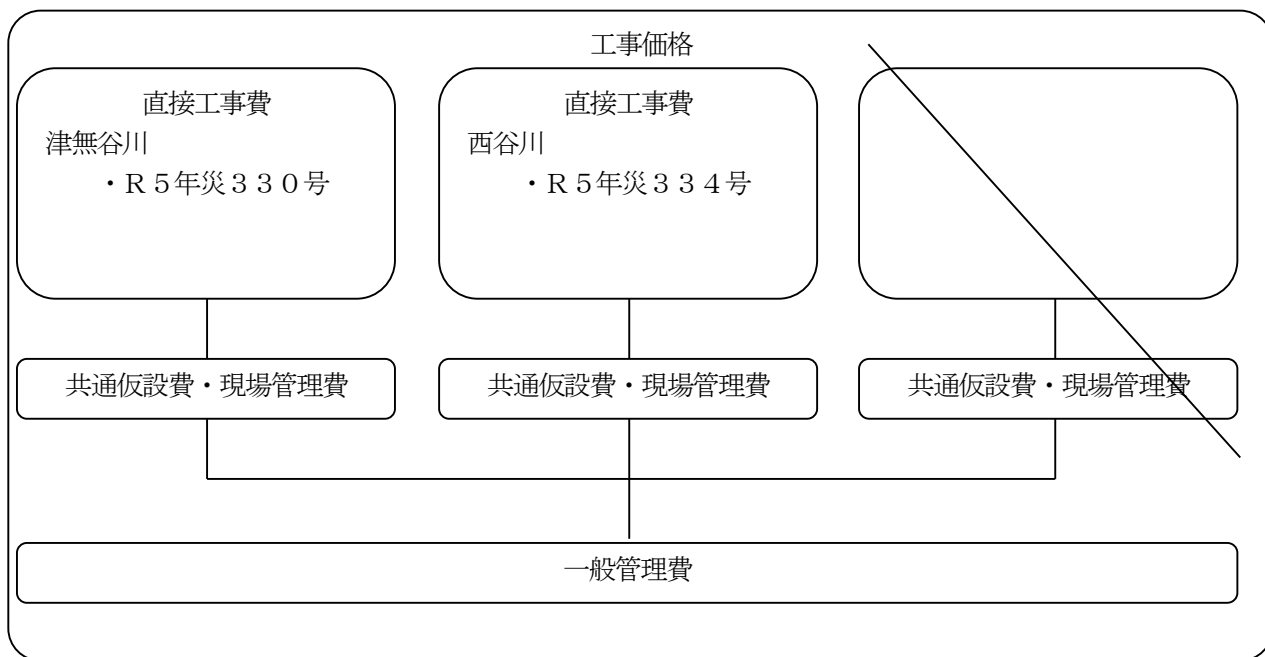 工事価格
直接工事費
津無谷川
・R５年災３３０号
直接工事費
西谷川
・R５年災３３４号
共通仮設費・現場管理費
共通仮設費・現場管理費
共通仮設費・現場管理費
一般管理費